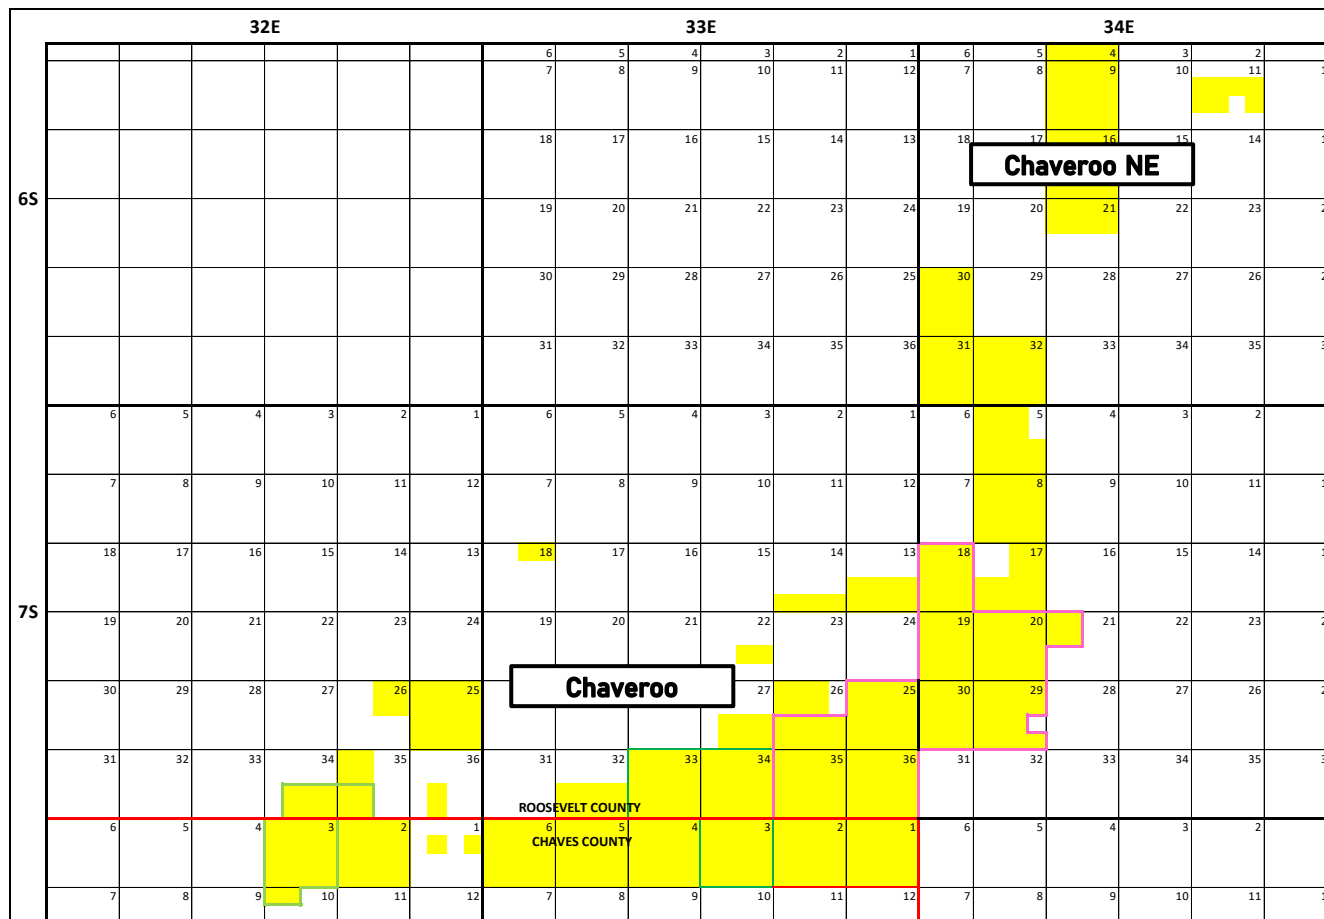 32E 33E 34E
6 5 4 3 2 1 6 5 4 3 2
7 8 9 10 11 12 7 8 9 10 11 1
18 17 16 15 14 13 18 17 16 15 14 1
Chaveroo NE
6S
19 20 21 22 23 24 19 20 21 22 23 2
30 29 28 27 26 25 30 29 28 27 26 2
31 32 33 34 35 36 31 32 33 34 35 3
6 5 4 3 2 1 6 5 4 3 2 1 6 5 4 3 2
7 8 9 10 11 12 7 8 9 10 11 12 7 8 9 10 11 1
18 17 16 15 14 13 18 17 16 15 14 13 18 17 16 15 14 1
7S
19 20 21 22 23 24 19 20 21 22 23 24 19 20 21 22 23 2
Chaveroo
30 29 28 27 26 25 27 26 25 30 29 28 27 26 2
31 32 33 34 35 36 31 32 33 34 35 36 31 32 33 34 35 3
ROOSEVELT COUNTY
6 5 4 3 2 1 6 5 4 3 2 1 6 5 4 3 2
CHAVES COUNTY
7 8 9 10 11 12 7 8 9 10 11 12 7 8 9 10 11 1